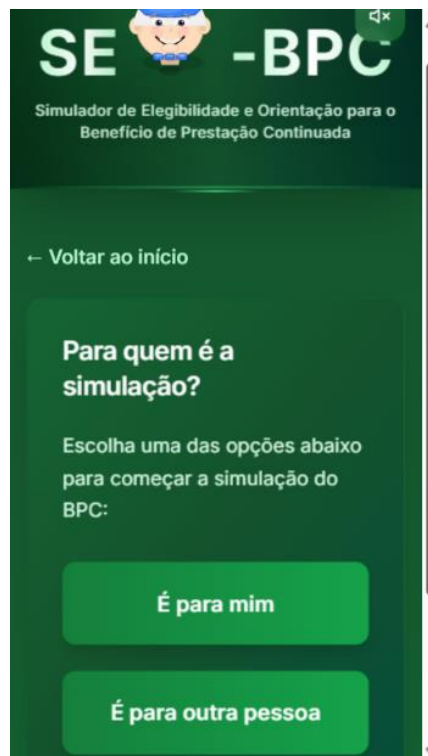 SE -BPC
Simulador de Elegibilidade e Orientação para o
Benefício de Prestação Continuada
← Voltar ao início
Para quem é a
simulação?
Escolha uma das opções abaixo
para começar a simulação do
BPC:
É para mim
É para outra pessoa